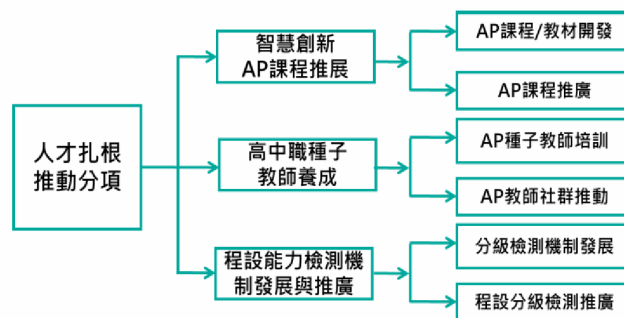 人才扎根
推動分項
智慧創新
AP課程推展
AP課程/教材開發
AP課程推廣
高中職種子
教師養成
AP種子教師培訓
AP教師社群推動
程設能力檢測機
制發展與推廣
分級檢測機制發展
程設分級檢測推廣